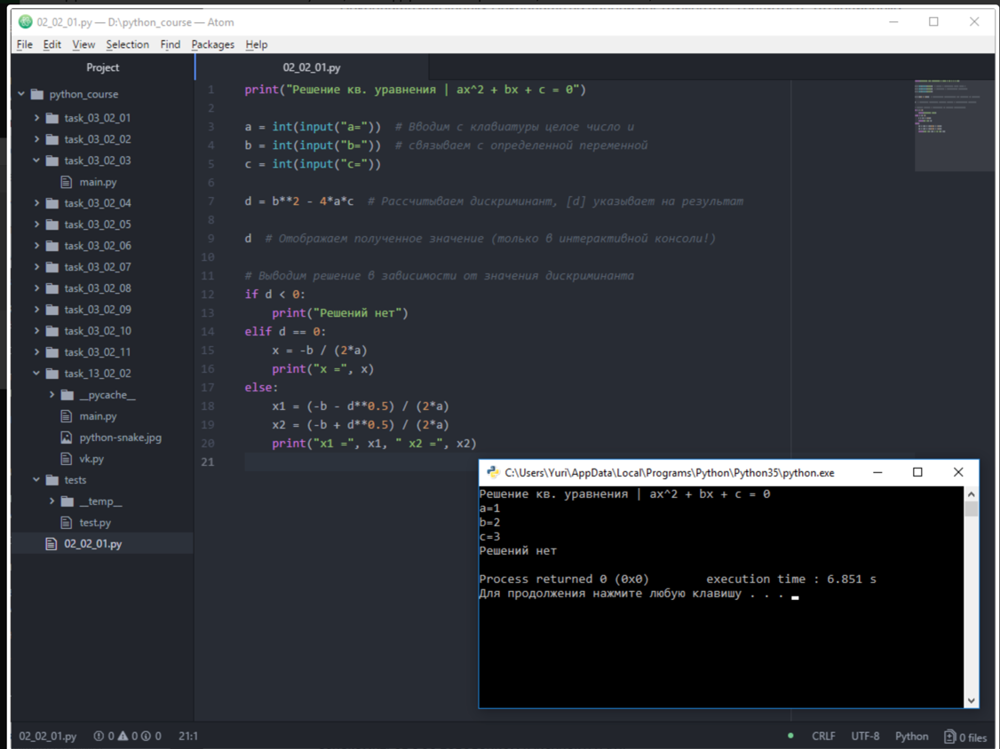 02_02_01.py — D:\python_course — Atom
File Edit View Selection Find Packages Help
Project
python_course
task_03_02_01
task_03_02_02
task_03_02_03
main.py
task_03_02_04
task_03_02_05
task_03_02_06
task_03_02_07
task_03_02_08
task_03_02_09
task_03_02_10
task_03_02_11
task_13_02_02
__pycache__
main.py
python-snake.jpg
vk.py
tests
__temp__
test.py
02_02_01.py
02_02_01.py
1 print("Решение кв. уравнения | ax^2 + bx + c = 0")
2
3 a = int(input("a=")) # Вводим с клавиатуры целое число и
4 b = int(input("b=")) # связываем с определенной переменной
5 c = int(input("c="))
6
7 d = b**2 - 4*a*c # Рассчитываем дискриминант, [d] указывает на результат
8
9 d # Отображаем полученное значение (только в интерактивной консоли!)
10
11 # Выводим решение в зависимости от значения дискриминанта
12 if d < 0:
13 print("Решений нет")
14 elif d == 0:
15 x = -b / (2*a)
16 print("x =", x)
17 else:
18 x1 = (-b - d**0.5) / (2*a)
19 x2 = (-b + d**0.5) / (2*a)
20 print("x1 =", x1, " x2 =", x2)
21
C:\Users\Yuri\AppData\Local\Programs\Python\Python35\python.exe
Решение кв. уравнения | ax^2 + bx + c = 0
a=1
b=2
c=3
Решений нет
Process returned 0 (0x0) execution time : 6.851 s
Для продолжения нажмите любую клавишу . . .
02_02_01.py 0 0 0 21:1 CRLF UTF-8 Python 0 files